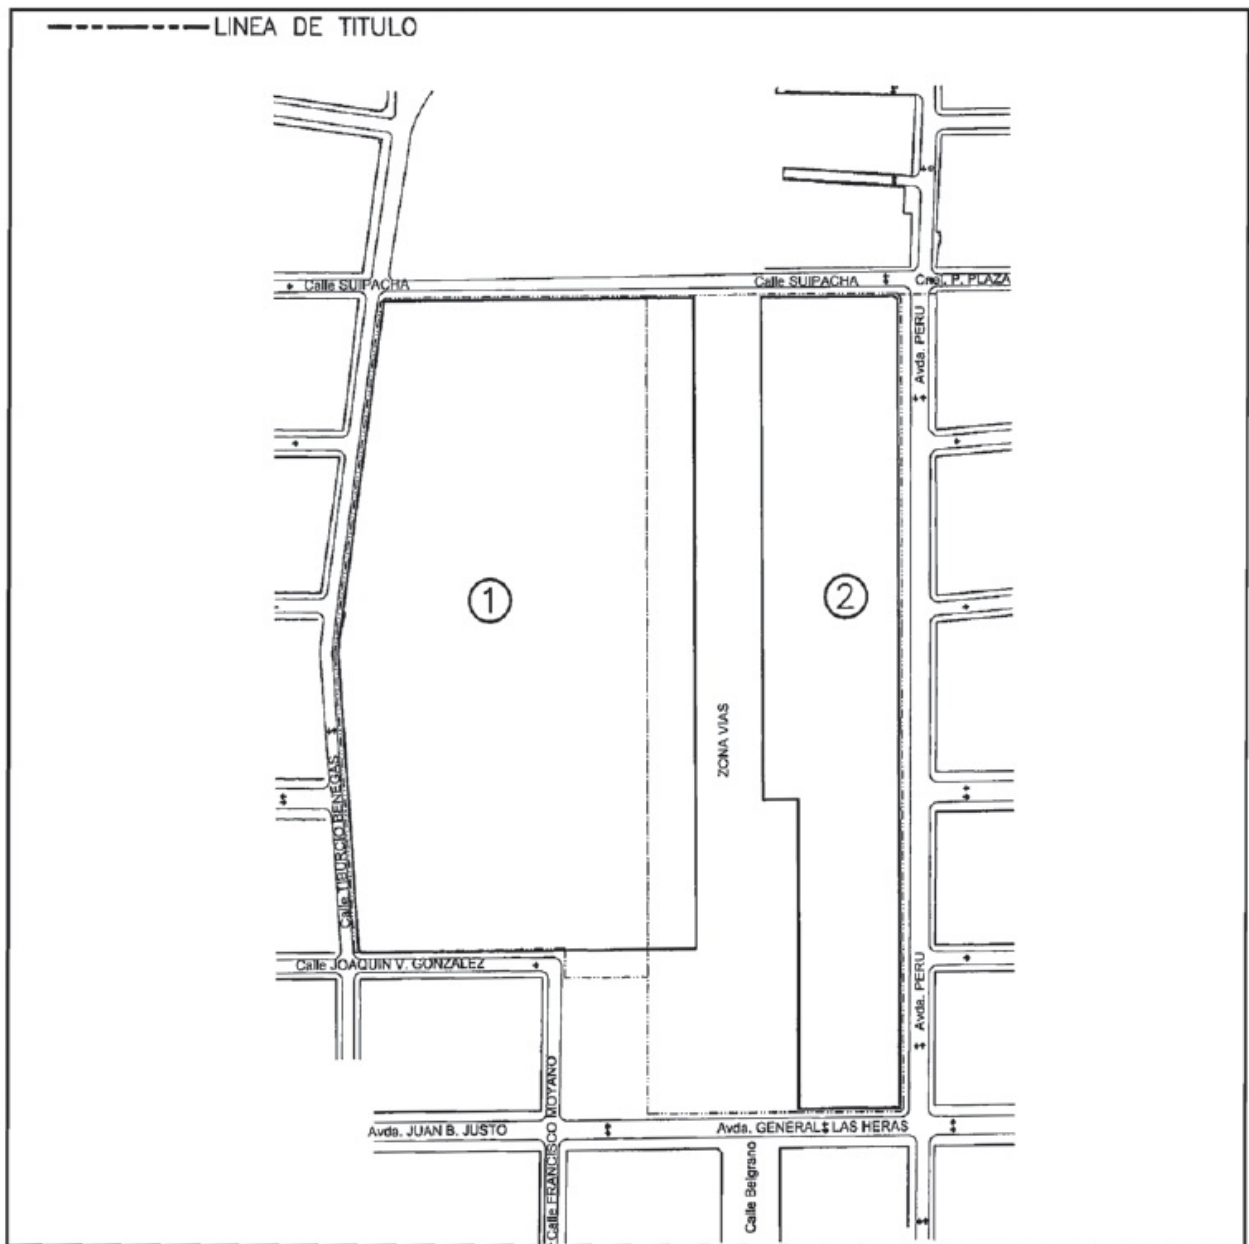 LINEA DE TITULO
Calle SUIPACHA
Calle SUIPACHA
Cnel. P. PLAZA
Avda. PERU
1
2
ZONA VIAS
Calle TIBURCIO BENEGAS
Calle JOAQUIN V. GONZALEZ
Avda. PERU
Calle FRANCISCO MOYANO
Avda. JUAN B. JUSTO
Avda. GENERAL LAS HERAS
Calle Belgrano